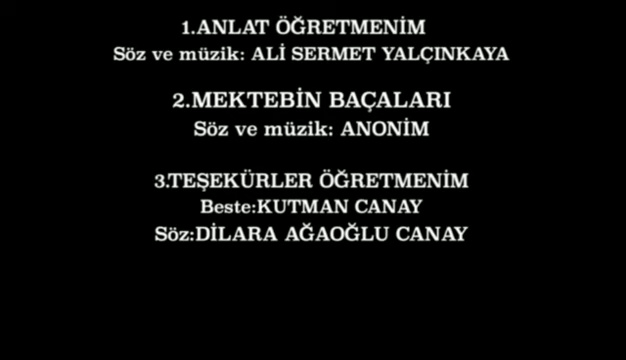 1.ANLAT ÖĞRETMENİM
Söz ve müzik: ALİ SERMET YALÇINKAYA
2.MEKTEBİN BAÇALARI
Söz ve müzik: ANONİM
3.TEŞEKÜRLER ÖĞRETMENİM
Beste:KUTMAN CANAY
Söz:DİLARA AĞAOĞLU CANAY